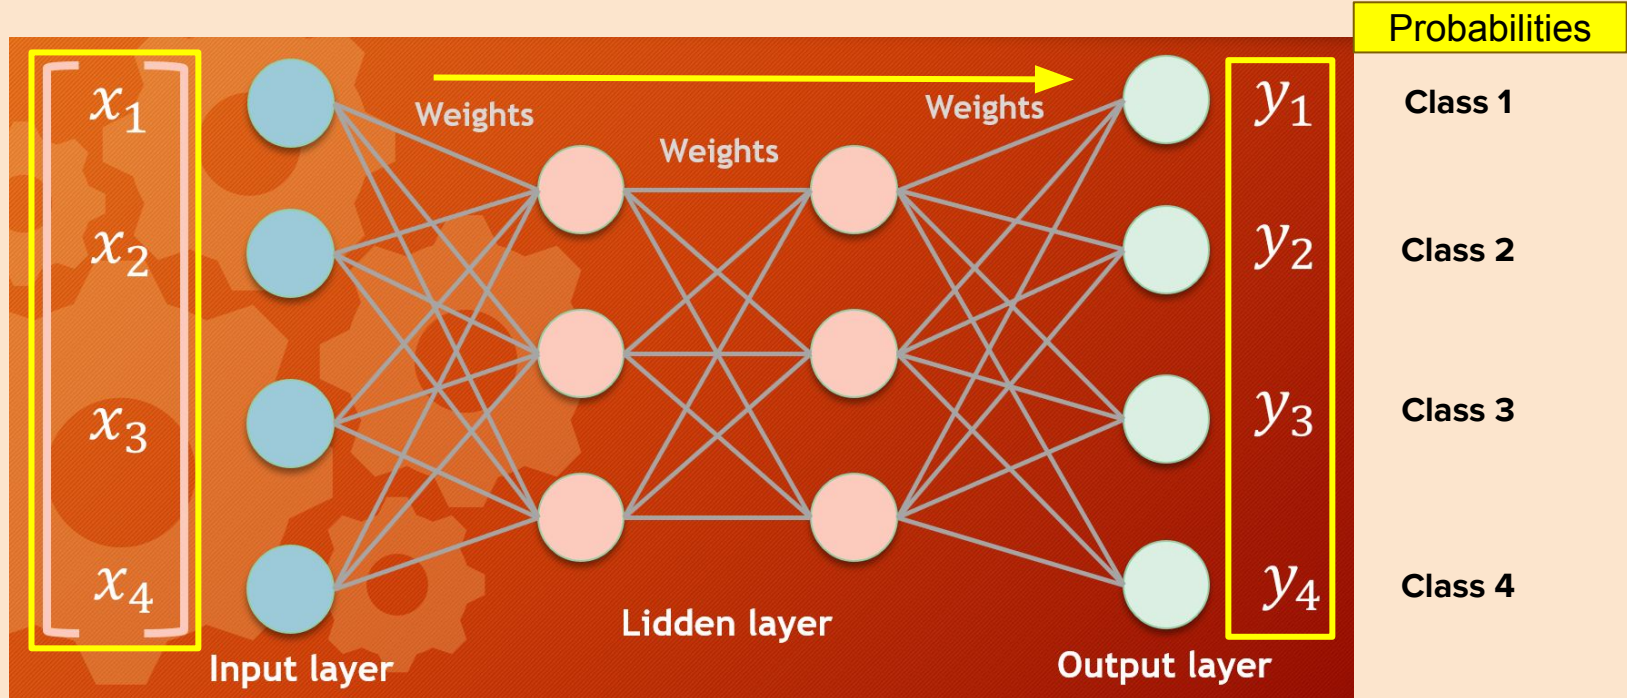 Probabilities
x1
Weights
Weights
y1
Class 1
Weights
x2
y2
Class 2
x3
y3
Class 3
x4
y4
Class 4
Lidden layer
Input layer
Output layer